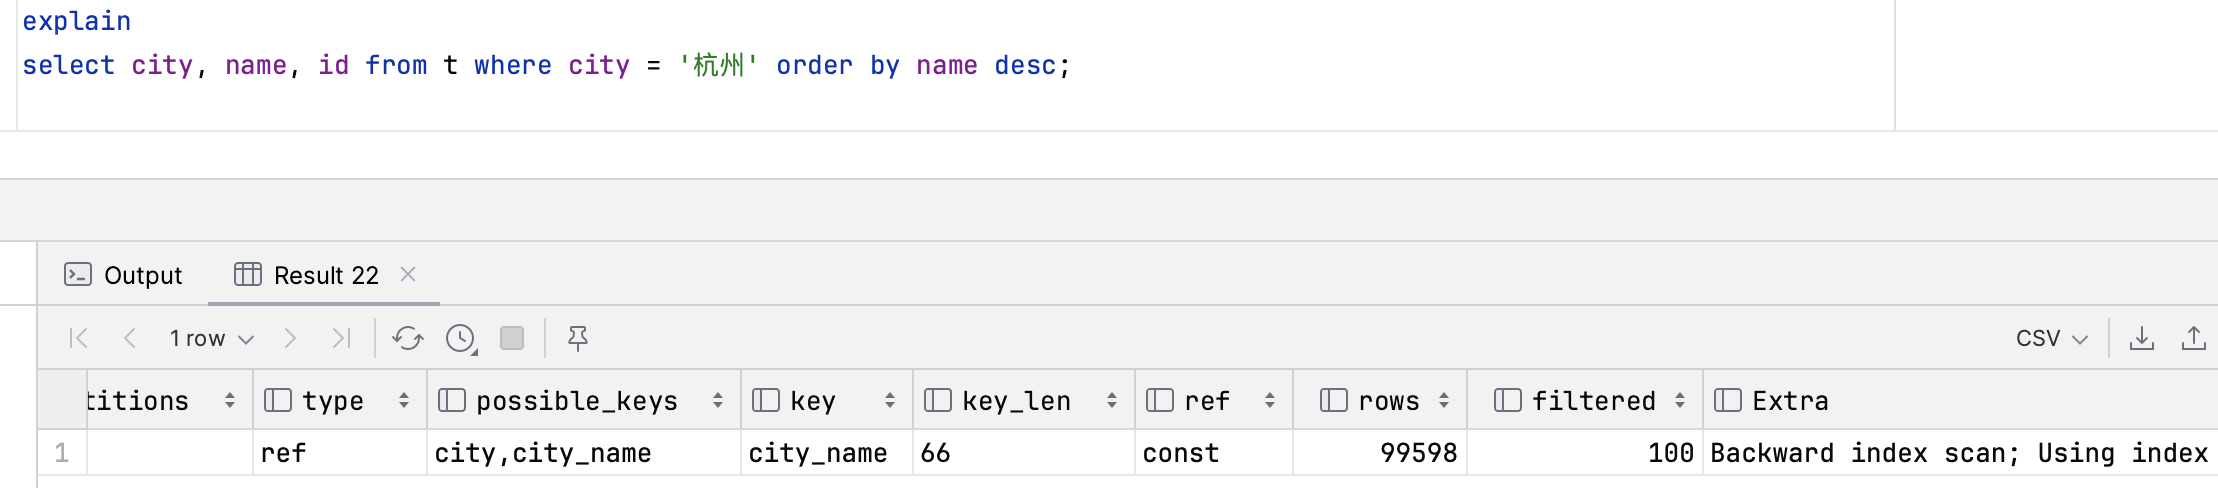 explain
select city, name, id from t where city = '杭州' order by name desc;
Output Result 22
1 row CSV
titions type possible_keys key key_len ref rows filtered Extra
1 ref city,city_name city_name 66 const 99598 100 Backward index scan; Using index